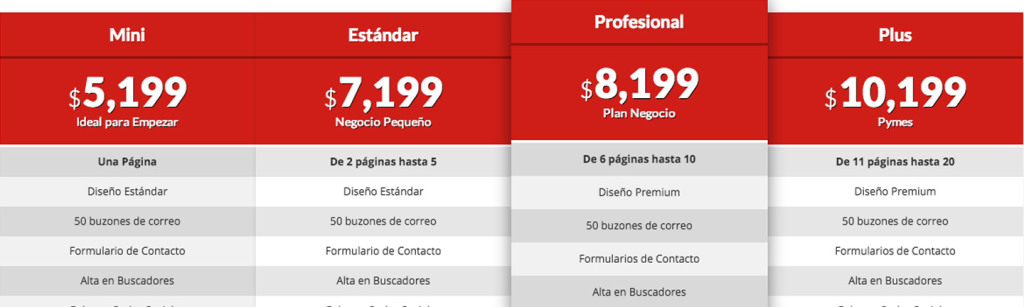 Mini
$5,199
Ideal para Empezar
Una Página
Diseño Estándar
50 buzones de correo
Formulario de Contacto
Alta en Buscadores
Estándar
$7,199
Negocio Pequeño
De 2 páginas hasta 5
Diseño Estándar
50 buzones de correo
Formulario de Contacto
Alta en Buscadores
Profesional
$8,199
Plan Negocio
De 6 páginas hasta 10
Diseño Premium
50 buzones de correo
Formularios de Contacto
Alta en Buscadores
Plus
$10,199
Pymes
De 11 páginas hasta 20
Diseño Premium
50 buzones de correo
Formularios de Contacto
Alta en Buscadores